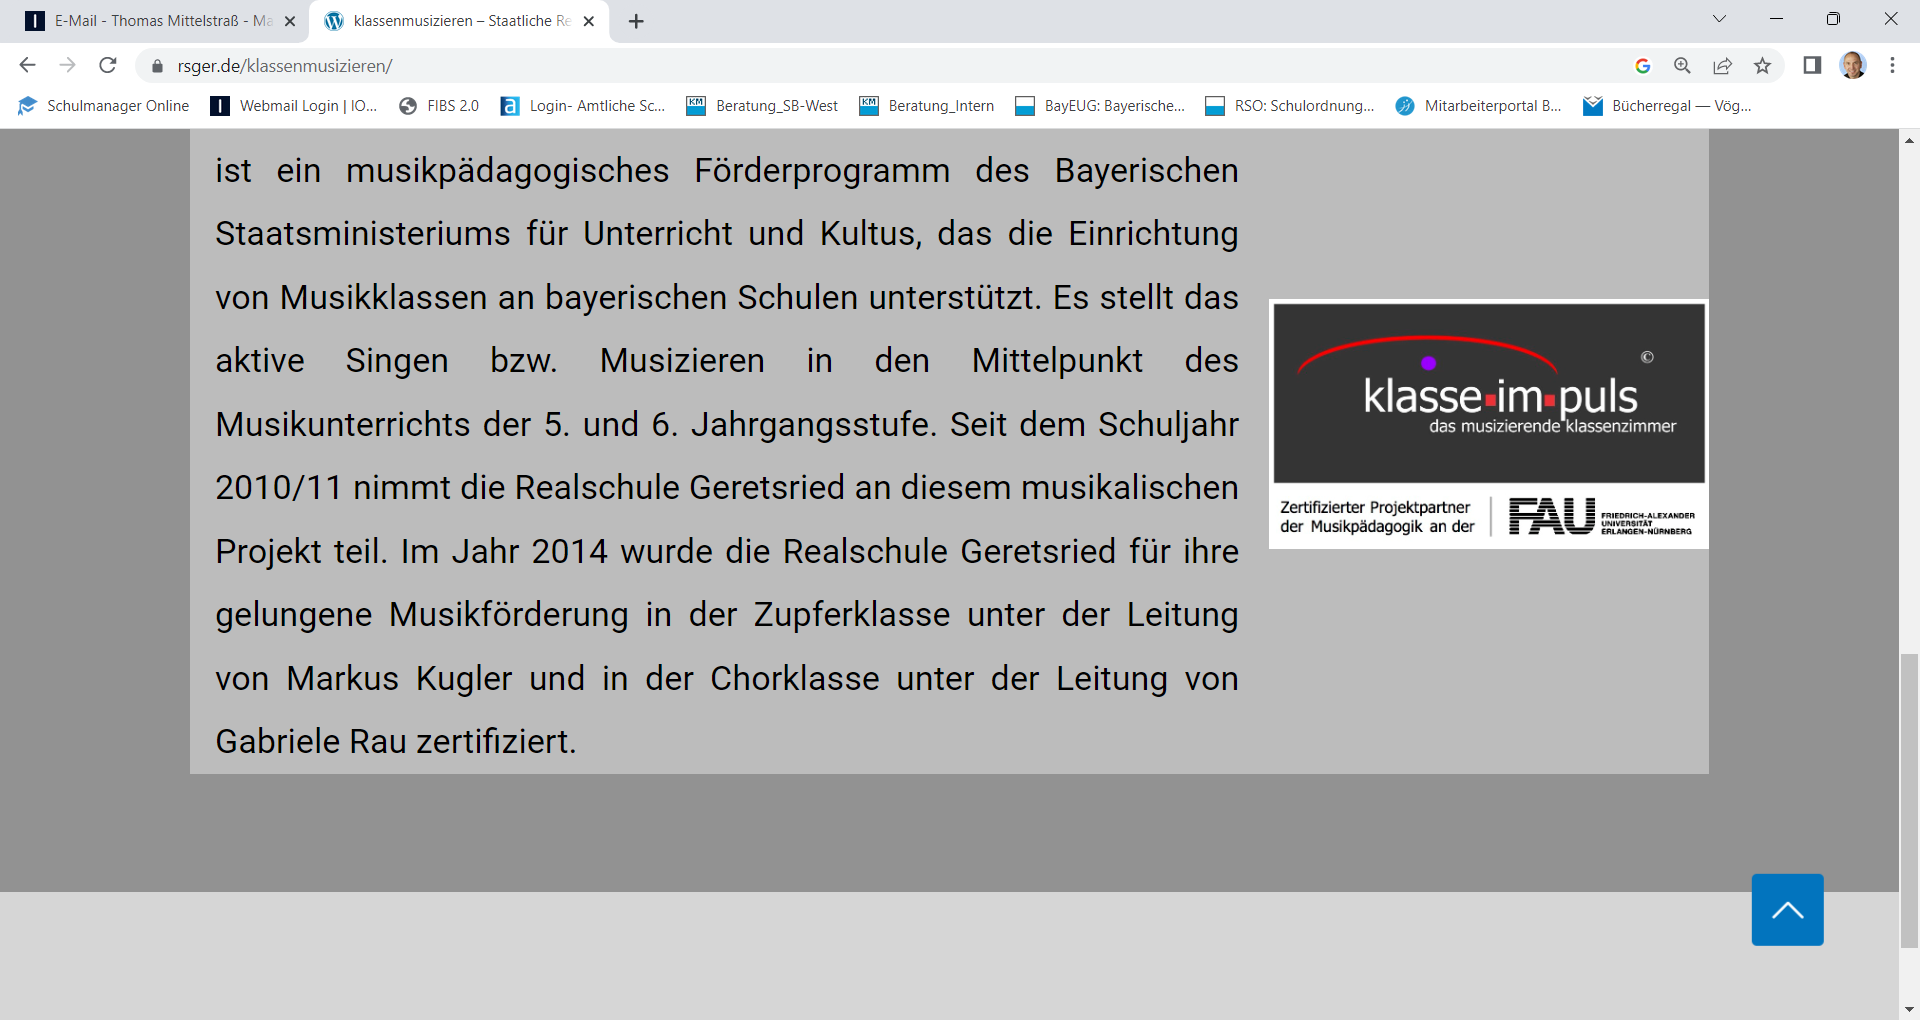 E-Mail - Thomas Mittelstraß - Ma
klassenmusizieren – Staatliche Re
rsger.de/klassenmusizieren/
Schulmanager Online
Webmail Login | IO...
FIBS 2.0
Login- Amtliche Sc...
Beratung_SB-West
Beratung_Intern
BayEUG: Bayerische...
RSO: Schulordnung...
Mitarbeiterportal B...
Bücherregal — Vög...
ist ein musikpädagogisches Förderprogramm des Bayerischen
Staatsministeriums für Unterricht und Kultus, das die Einrichtung
von Musikklassen an bayerischen Schulen unterstützt. Es stellt das
aktive Singen bzw. Musizieren in den Mittelpunkt des
Musikunterrichts der 5. und 6. Jahrgangsstufe. Seit dem Schuljahr
2010/11 nimmt die Realschule Geretsried an diesem musikalischen
Projekt teil. Im Jahr 2014 wurde die Realschule Geretsried für ihre
gelungene Musikförderung in der Zupferklasse unter der Leitung
von Markus Kugler und in der Chorklasse unter der Leitung von
Gabriele Rau zertifiziert.
©
klasse▪im▪puls
das musizierende klassenzimmer
Zertifizierter Projektpartner
der Musikpädagogik an der
FAU
FRIEDRICH-ALEXANDER
UNIVERSITÄT
ERLANGEN-NÜRNBERG